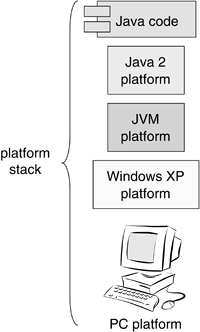 Java code
Java 2
platform
JVM
platform
platform
stack
Windows XP
platform
PC platform